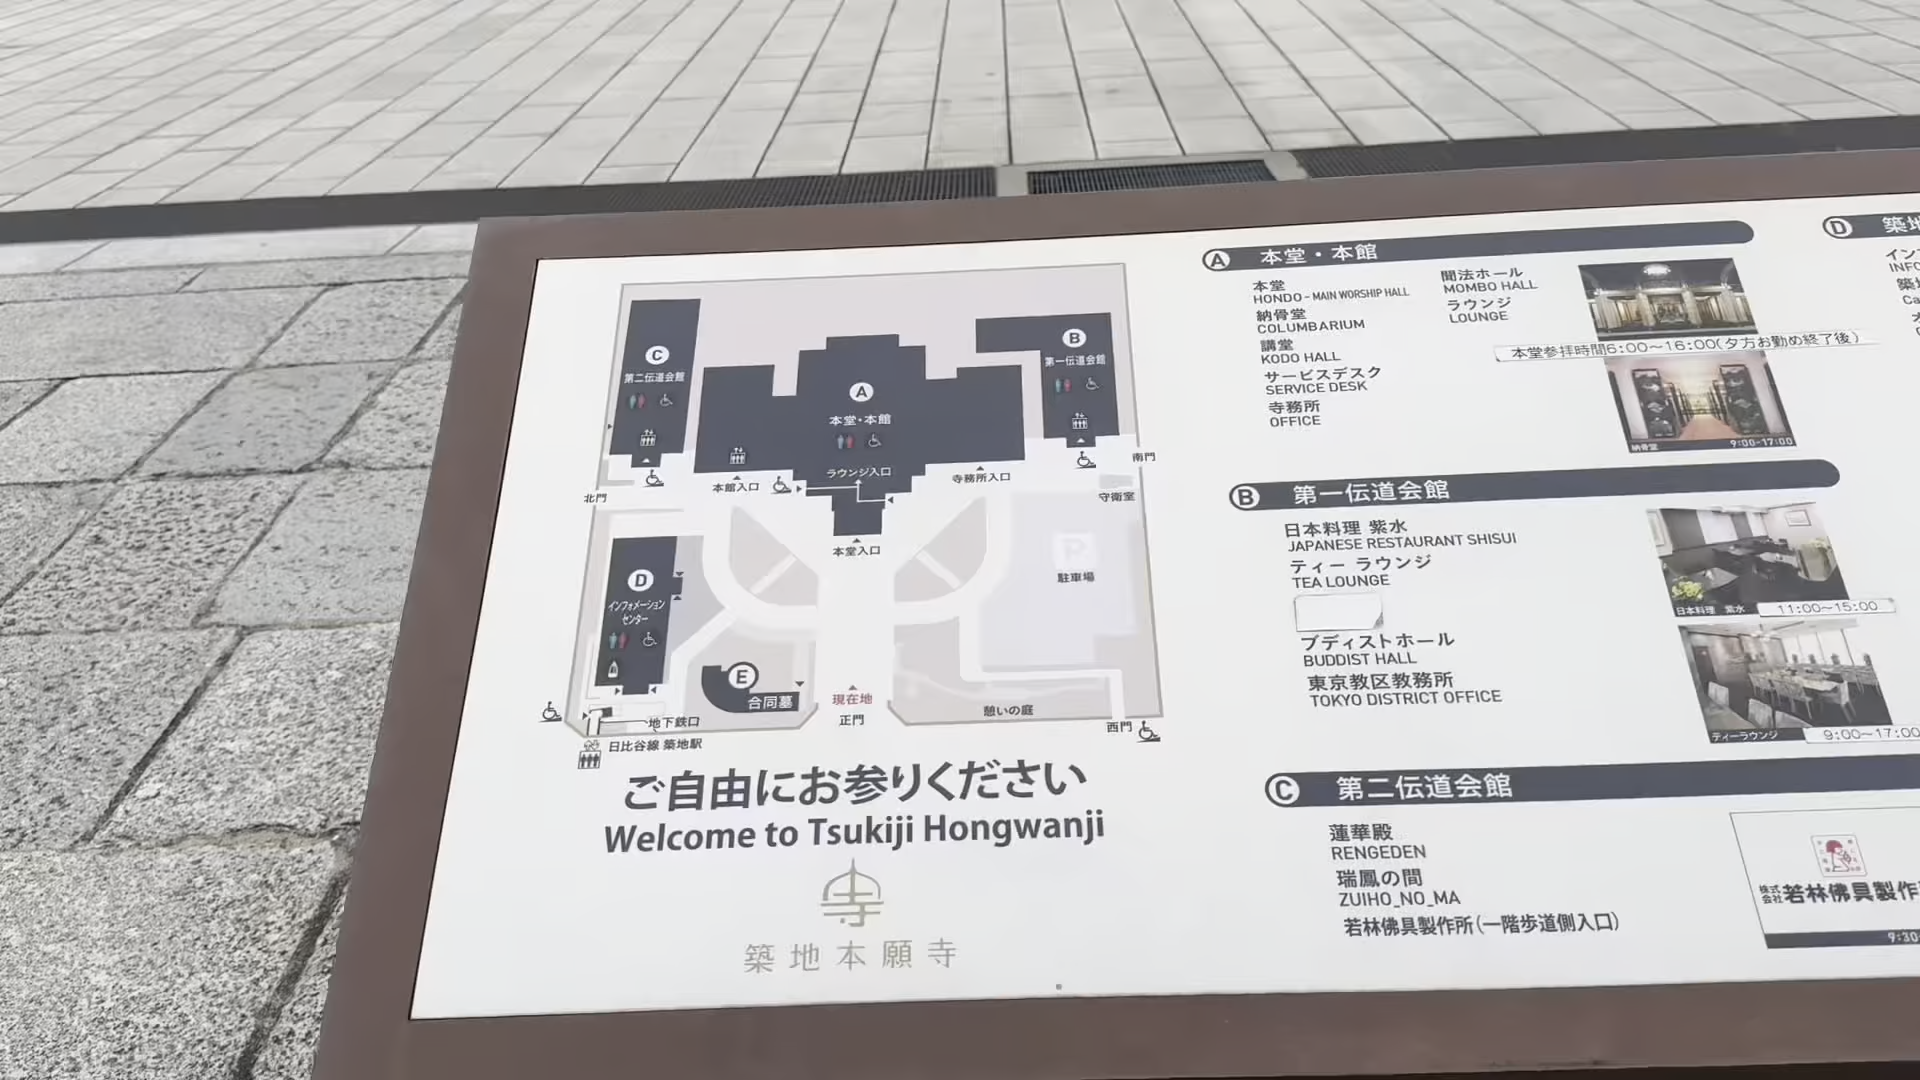 C
第二伝道会館
A
本堂・本館
ラウンジ入口
本館入口
寺務所入口
本堂入口
B
第一伝道会館
北門
南門
守衛室
P
駐車場
D
インフォメーション
センター
E
合同墓
現在地
正門
憩いの庭
西門
地下鉄口
日比谷線 築地駅
ご自由にお参りください
Welcome to Tsukiji Hongwanji
築地本願寺
A 本堂・本館
本堂
HONDO - MAIN WORSHIP HALL
納骨堂
COLUMBARIUM
講堂
KODO HALL
サービスデスク
SERVICE DESK
寺務所
OFFICE
聞法ホール
MOMBO HALL
ラウンジ
LOUNGE
本堂参拝時間6:00～16:00(夕方お勤め終了後)
納骨堂 9:00-17:00
B 第一伝道会館
日本料理 紫水
JAPANESE RESTAURANT SHISUI
ティー ラウンジ
TEA LOUNGE
ブディストホール
BUDDIST HALL
東京教区教務所
TOKYO DISTRICT OFFICE
日本料理 紫水 11:00～15:00
ティーラウンジ 9:00～17:00
C 第二伝道会館
蓮華殿
RENGEDEN
瑞鳳の間
ZUIHO_NO_MA
若林佛具製作所(一階歩道側入口)
株式会社 若林佛具製作
9:30
D 築地
イン
INFO
築
Ca